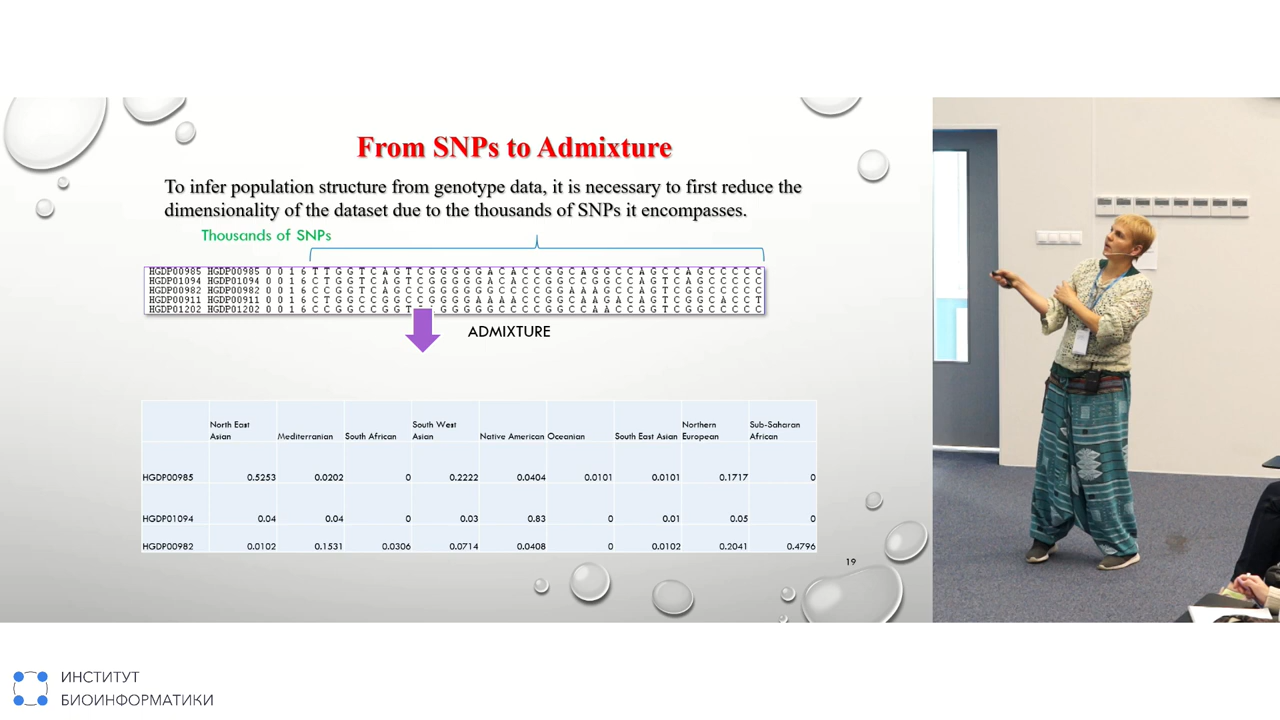 From SNPs to Admixture
To infer population structure from genotype data, it is necessary to first reduce the
dimensionality of the dataset due to the thousands of SNPs it encompasses.
Thousands of SNPs
HGDP00985 HGDP00985 0 0 1 6 T T G G T C A G T C G G G G G A C A C C G G C A G G C C A G C C A G C C C C C
HGDP01094 HGDP01094 0 0 1 6 C T G G T C A G T C G G G G G A C A C C G G C C G G C C A G T C A G C C C C C
HGDP00982 HGDP00982 0 0 1 6 C C G G T C A G C C G G G G G G C A C C G G A A A G C C A G T C G G C C C C C
HGDP00911 HGDP00911 0 0 1 6 C C G G C C G G T C G G G G A A A A C C G G C A A G A C A G T C G G C A C C T
HGDP01202 HGDP01202 0 0 1 6 C C G G C C G G T G G G G G G C C C C G G C C A A C C G G T C G G C C C C C
ADMIXTURE
North East Asian Mediterranian South African South West Asian Native American Oceanian South East Asian Northern European Sub-Saharan African
HGDP00985 0.5253 0.0202 0 0.2222 0.0404 0.0101 0.0101 0.1717 0
HGDP01094 0.04 0.04 0 0.03 0.83 0 0.01 0.05 0
HGDP00982 0.0102 0.1531 0.0306 0.0714 0.0408 0 0.0102 0.2041 0.4796
19
ИНСТИТУТ
БИОИНФОРМАТИКИ